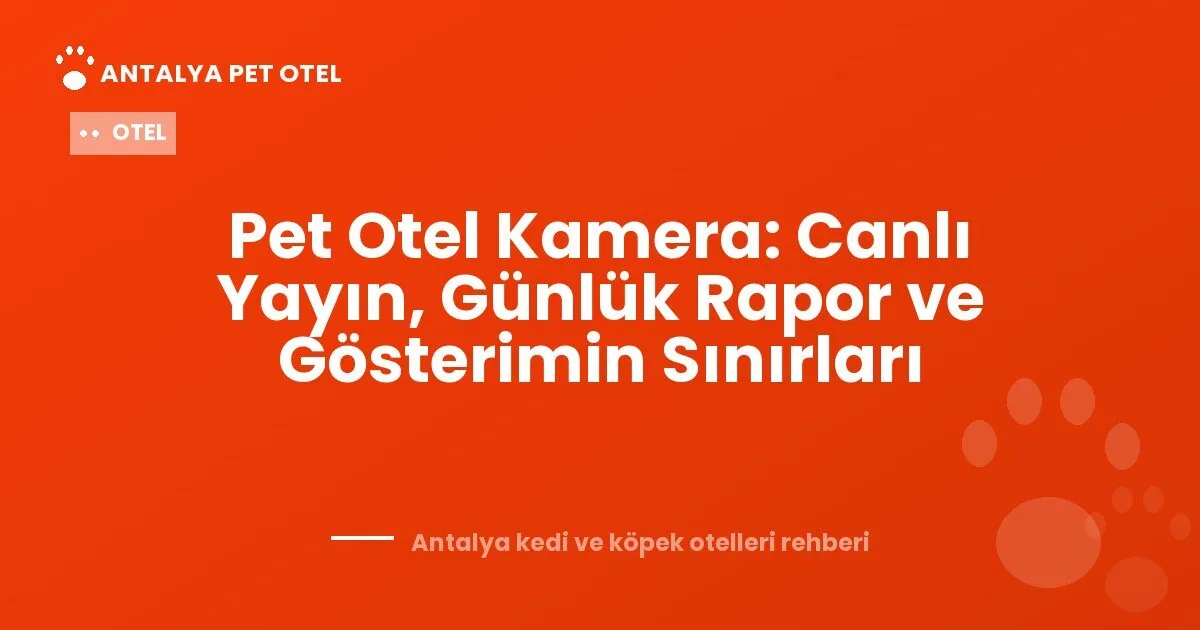 ANTALYA PET OTEL
OTEL
Pet Otel Kamera: Canlı
Yayın, Günlük Rapor ve
Gösterimin Sınırları
Antalya kedi ve köpek otelleri rehberi